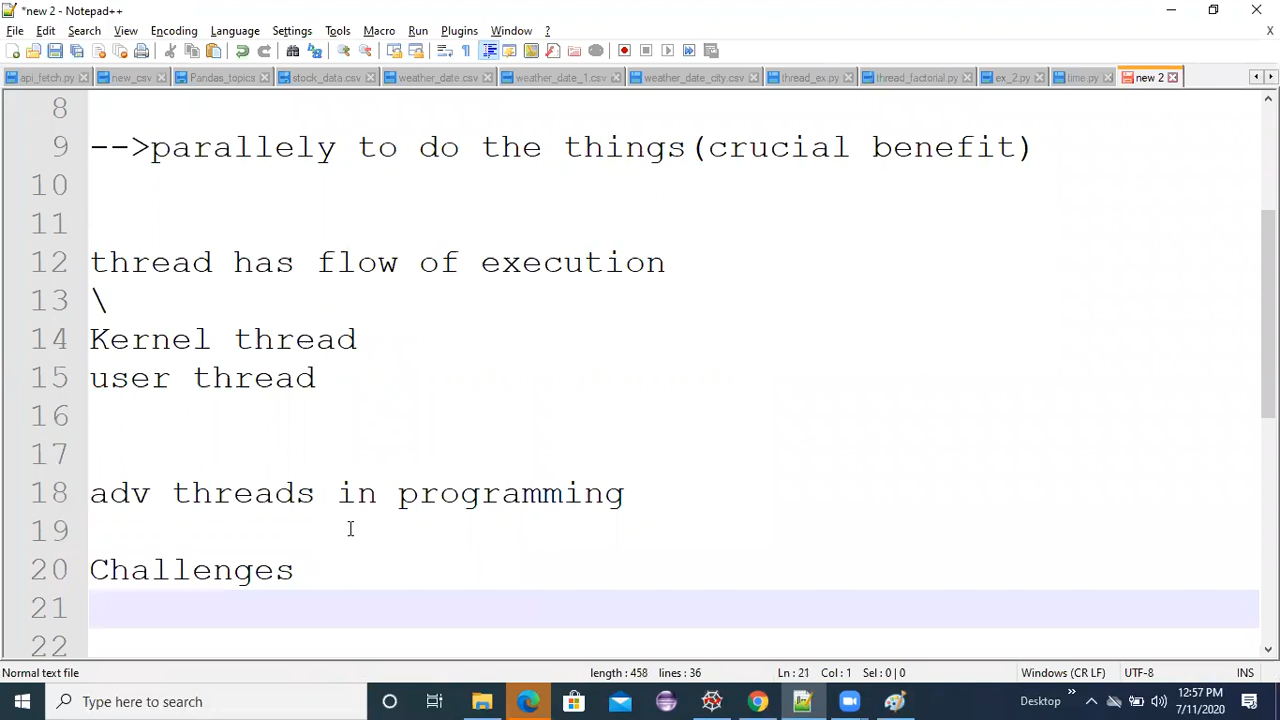 *new 2 - Notepad++
File Edit Search View Encoding Language Settings Tools Macro Run Plugins Window ? X
api_fetch.py new_csv Pandas_topics stock_data.csv weather_date.csv weather_date_1.csv weather_date_city.csv thread_ex.py thread_factorial.py ex_2.py time.py new 2
8
9 -->parallely to do the things(crucial benefit)
10
11
12 thread has flow of execution
13 \
14 Kernel thread
15 user thread
16
17
18 adv threads in programming
19
20 Challenges
21
22
Normal text file length : 458 lines : 36 Ln : 21 Col : 1 Sel : 0 | 0 Windows (CR LF) UTF-8 INS
Type here to search Desktop » 12:57 PM
7/11/2020